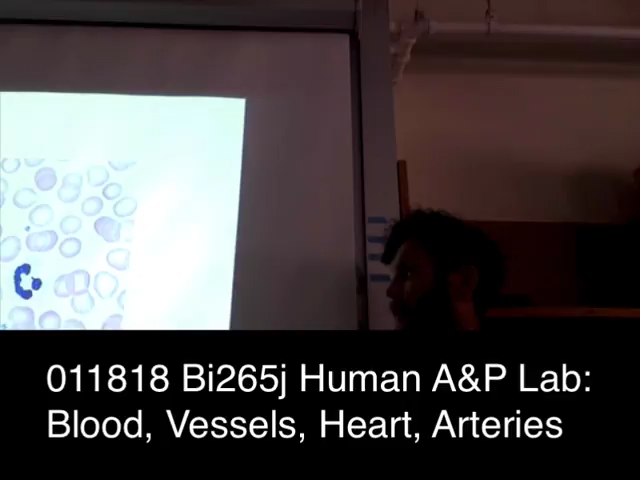 011818 Bi265j Human A&P Lab:
Blood, Vessels, Heart, Arteries